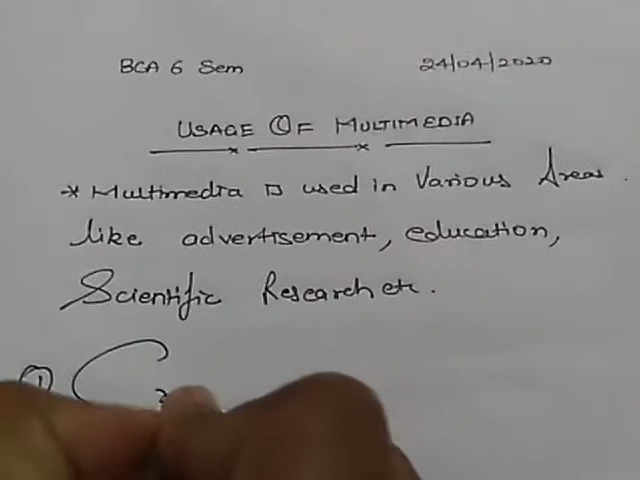 BCA 6 Sem 24/04/2020
USAGE OF MULTIMEDIA
* Multimedia is used in Various Areas.
like advertisement, education,
Scientific Research etc.
①